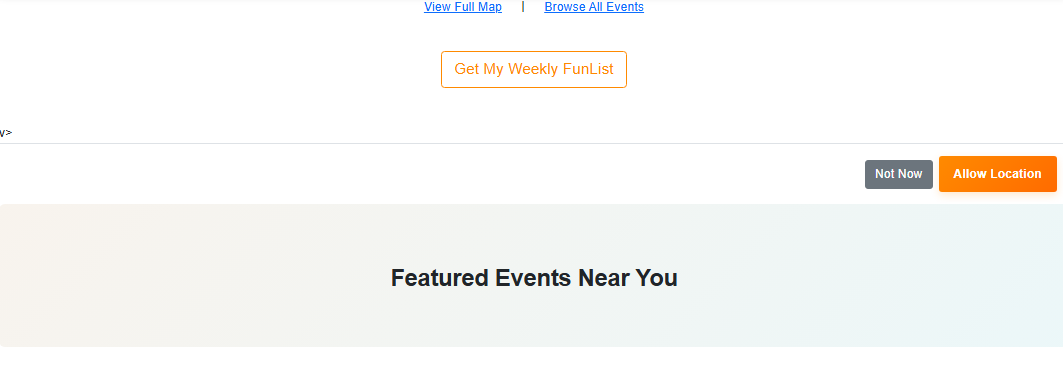 View Full Map | Browse All Events
Get My Weekly FunList
v>
Not Now Allow Location
Featured Events Near You